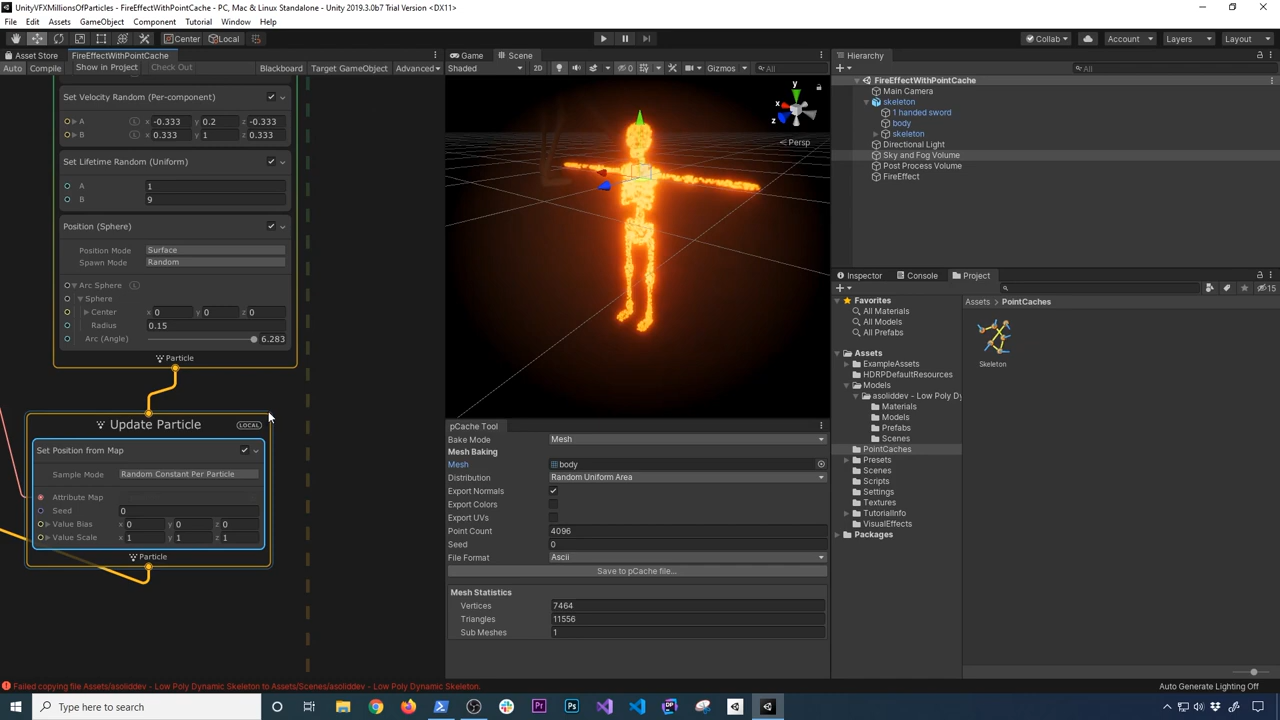 UnityVFXMillionsOfParticles - FireEffectWithPointCache - PC, Mac & Linux Standalone - Unity 2019.3.0b7 Trial Version <DX11>
File Edit Assets GameObject Component Tutorial Window Help
Center Local Collab Account Layers Layout
Asset Store FireEffectWithPointCache
Auto Compile Show in Project Check Out Blackboard Target GameObject Advanced
Set Velocity Random (Per-component)
A L x -0.333 y 0.2 z -0.333
B L x 0.333 y 1 z 0.333
Set Lifetime Random (Uniform)
A 1
B 9
Position (Sphere)
Position Mode Surface
Spawn Mode Random
Arc Sphere L
Sphere
Center x 0 y 0 z 0
Radius 0.15
Arc (Angle) 6.283
Particle
Update Particle LOCAL
Set Position from Map
Sample Mode Random Constant Per Particle
Attribute Map
Seed 0
Value Bias x 0 y 0 z 0
Value Scale x 1 y 1 z 1
Particle
Game Scene
Shaded 2D 0 Gizmos All
y
x
z
Persp
pCache Tool
Bake Mode Mesh
Mesh Baking
Mesh body
Distribution Random Uniform Area
Export Normals
Export Colors
Export UVs
Point Count 4096
Seed 0
File Format Ascii
Save to pCache file...
Mesh Statistics
Vertices 7464
Triangles 11556
Sub Meshes 1
Hierarchy
All
FireEffectWithPointCache
Main Camera
skeleton
1 handed sword
body
skeleton
Directional Light
Sky and Fog Volume
Post Process Volume
FireEffect
Inspector Console Project
15
Favorites
All Materials
All Models
All Prefabs
Assets
ExampleAssets
HDRPDefaultResources
Models
asoliddev - Low Poly Dy
Materials
Models
Prefabs
Scenes
PointCaches
Presets
Scenes
Scripts
Settings
Textures
TutorialInfo
VisualEffects
Packages
Assets PointCaches
Skeleton
Failed copying file Assets/asoliddev - Low Poly Dynamic Skeleton to Assets/Scenes/asoliddev - Low Poly Dynamic Skeleton.
Auto Generate Lighting Off
Type here to search